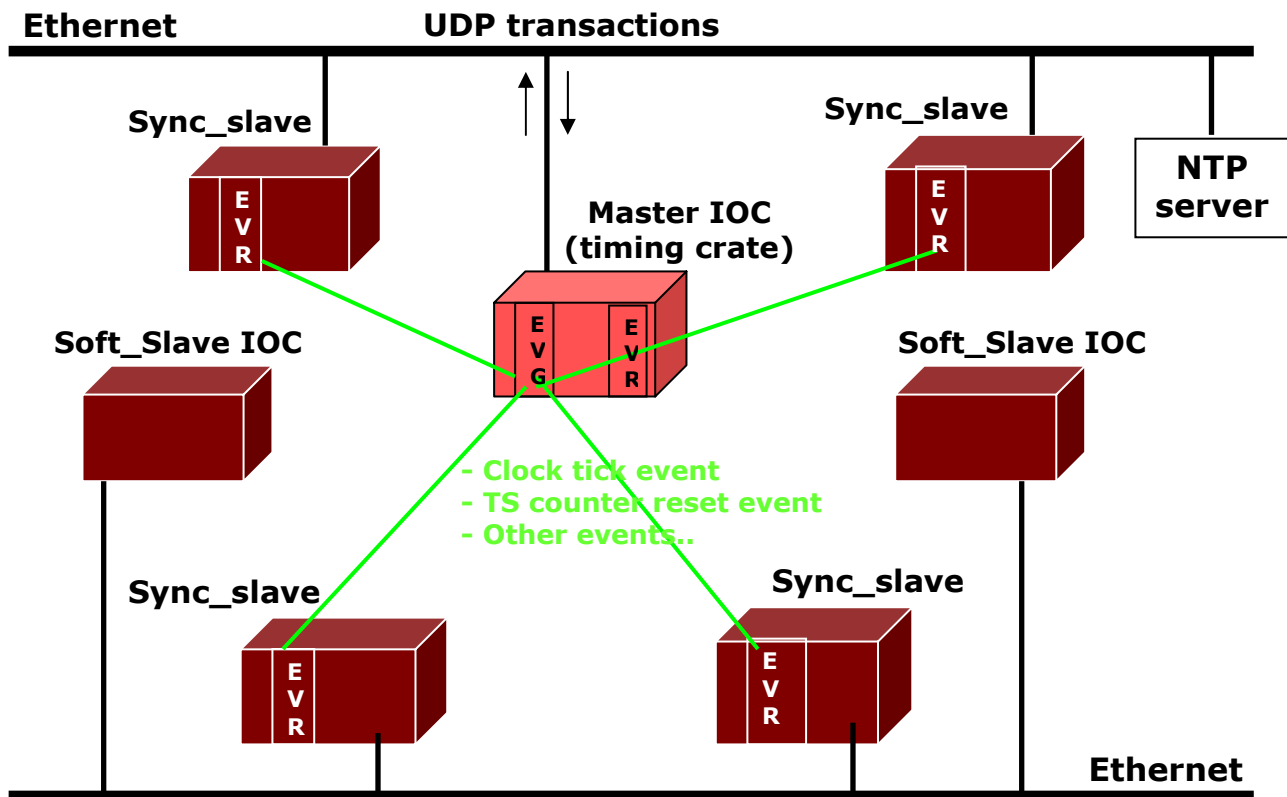 Ethernet
UDP transactions
Sync_slave
Sync_slave
NTP
server
E
V
R
E
V
R
Master IOC
(timing crate)
E
V
G
E
V
R
Soft_Slave IOC
Soft_Slave IOC
- Clock tick event
- TS counter reset event
- Other events..
Sync_slave
Sync_slave
E
V
R
E
V
R
Ethernet